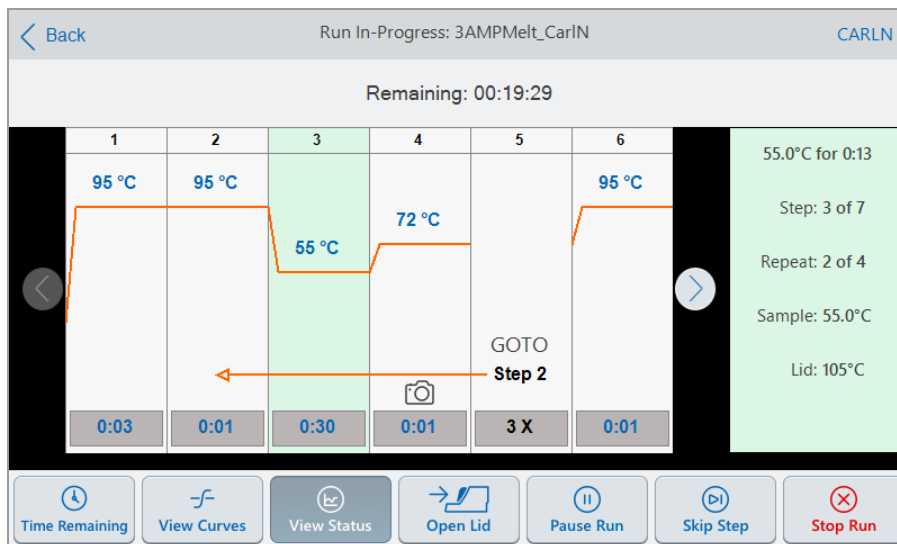 Back
Run In-Progress: 3AMPMelt_CarlN
CARLN
Remaining: 00:19:29
1 2 3 4 5 6
95 °C 95 °C 55 °C 72 °C 95 °C
GOTO
Step 2
0:03 0:01 0:30 0:01 3 X 0:01
55.0°C for 0:13
Step: 3 of 7
Repeat: 2 of 4
Sample: 55.0°C
Lid: 105°C
Time Remaining
View Curves
View Status
Open Lid
Pause Run
Skip Step
Stop Run